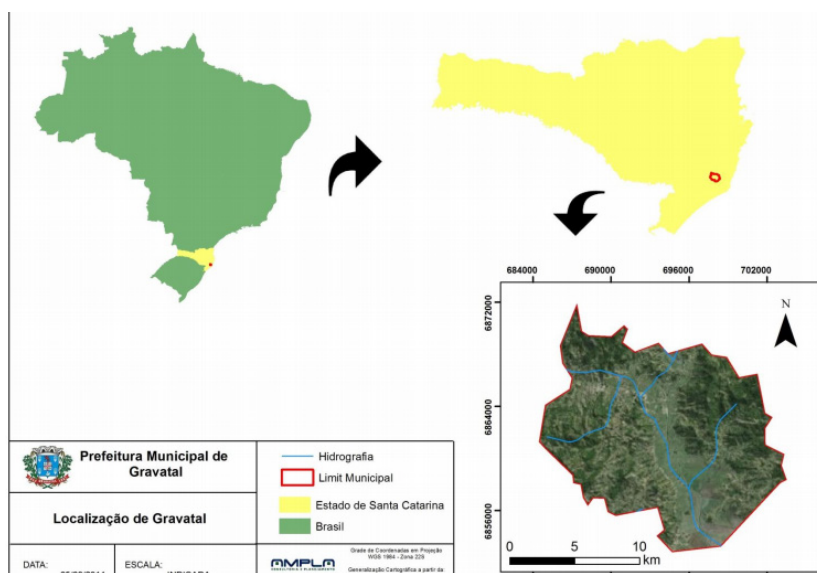 684000
690000
696000
702000
6872000
6864000
6856000
N
0
5
10
km
Prefeitura Municipal de
Gravatal
Localização de Gravatal
DATA:
ESCALA:
Hidrografia
Limit Municipal
Estado de Santa Catarina
Brasil
AMPLA
Grade de Coordenadas em Projeção
WGS 1984 - Zona 22S
Generalização Cartográfica a partir da: